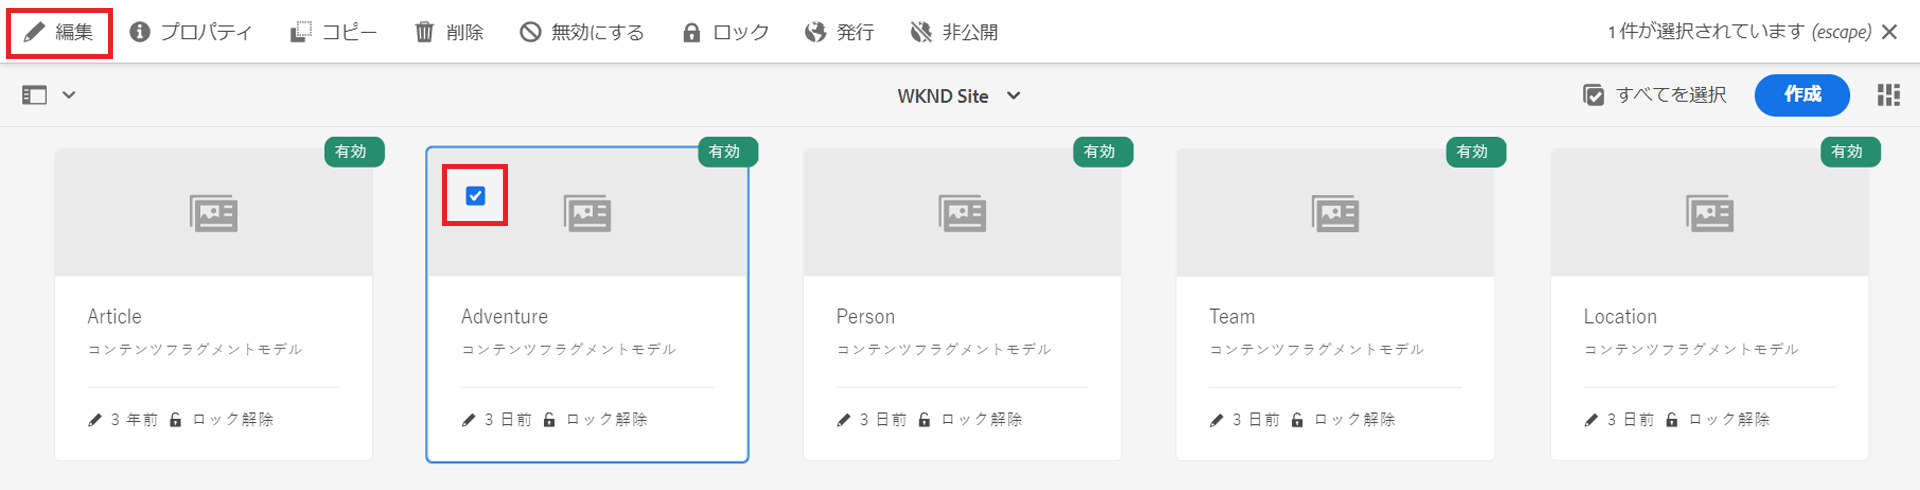 編集 プロパティ コピー 削除 無効にする ロック 発行 非公開 1 件が選択されています (escape)
WKND Site すべてを選択 作成
有効 有効 有効 有効 有効
Article Adventure Person Team Location
コンテンツフラグメントモデル コンテンツフラグメントモデル コンテンツフラグメントモデル コンテンツフラグメントモデル コンテンツフラグメントモデル
3 年前 ロック解除 3 日前 ロック解除 3 日前 ロック解除 3 日前 ロック解除 3 日前 ロック解除